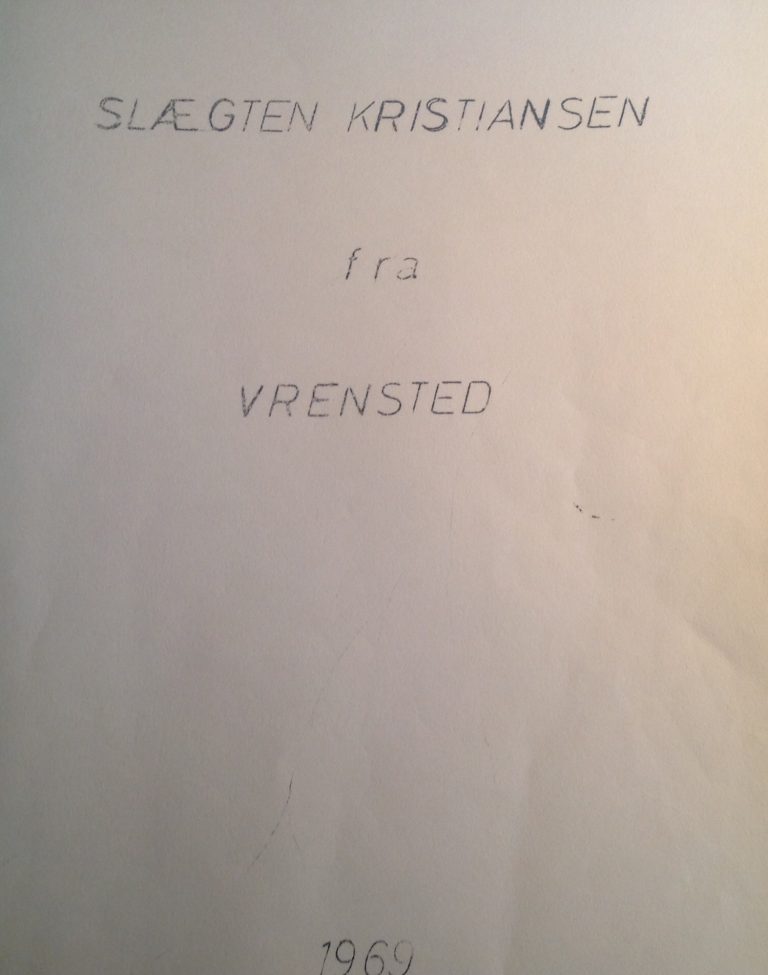 SLÆGTEN KRISTIANSEN
fra
VRENSTED
1969